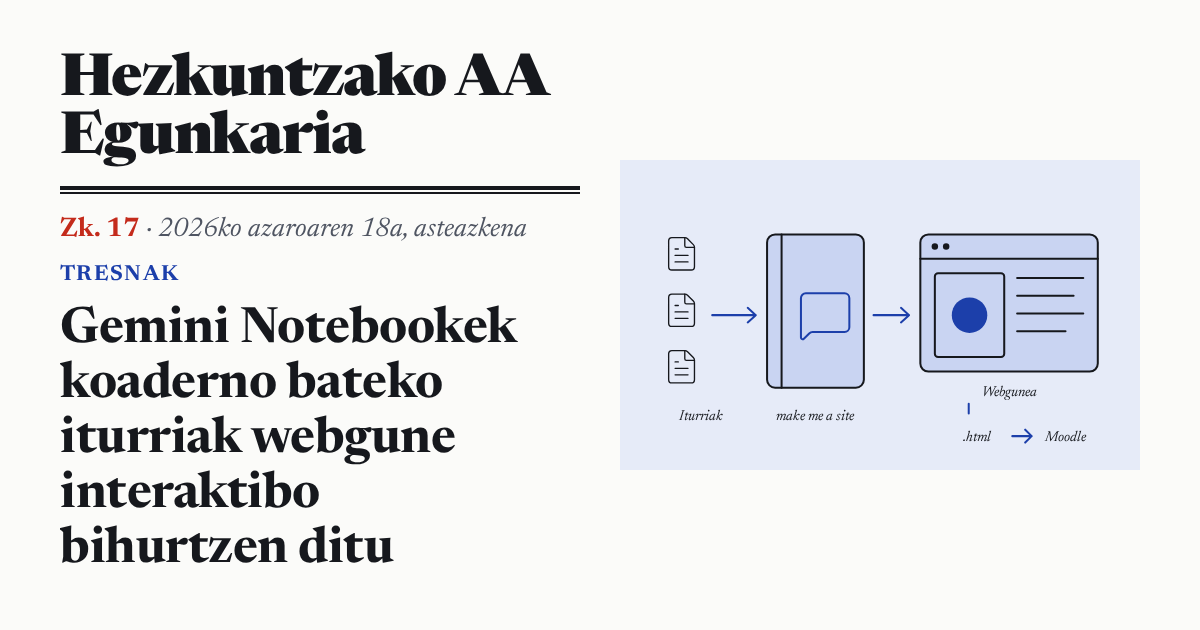 Hezkuntzako AA
Egunkaria
Zk. 17 · 2026ko azaroaren 18a, asteazkena
TRESNAK
Gemini Notebookek
koaderno bateko
iturriak webgune
interaktibo
bihurtzen ditu
Iturriak
make me a site
Webgunea
.html
Moodle